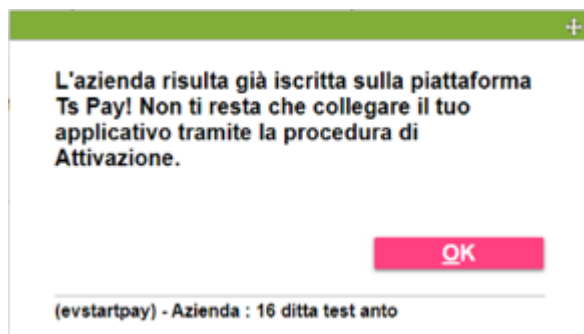 L'azienda risulta già iscritta sulla piattaforma
Ts Pay! Non ti resta che collegare il tuo
applicativo tramite la procedura di
Attivazione.
OK
(evstartpay) - Azienda : 16 ditta test anto